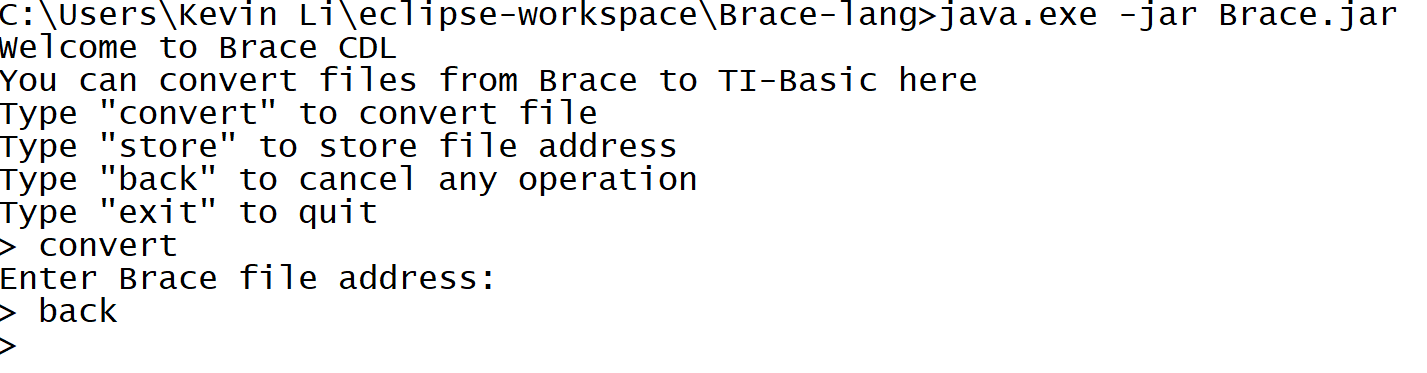 C:\Users\Kevin Li\eclipse-workspace\Brace-lang>java.exe -jar Brace.jar
Welcome to Brace CDL
You can convert files from Brace to TI-Basic here
Type "convert" to convert file
Type "store" to store file address
Type "back" to cancel any operation
Type "exit" to quit
> convert
Enter Brace file address:
> back
>